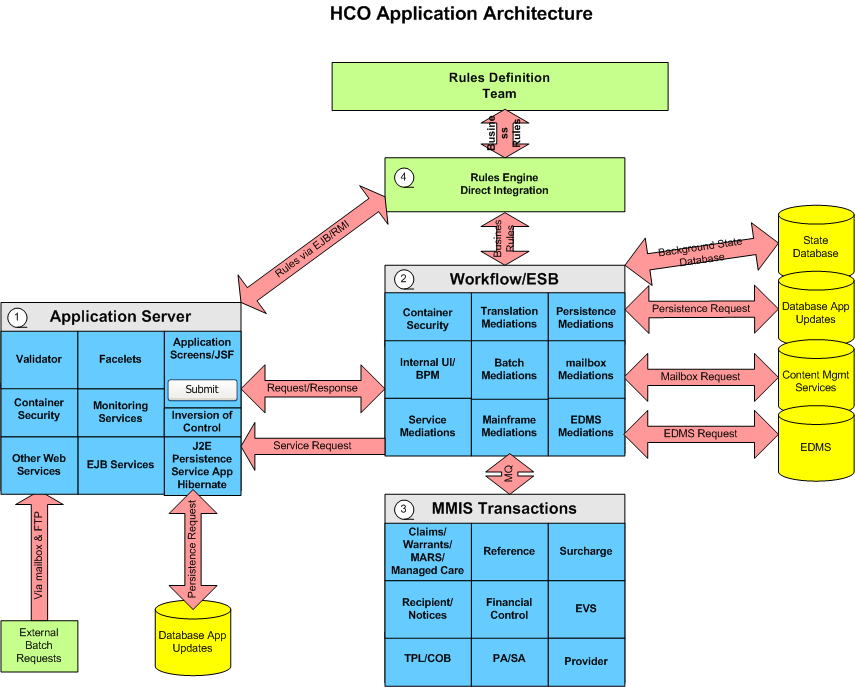 HCO Application Architecture
Rules Definition
Team
Busine
ss
Rules
4
Rules Engine
Direct Integration
Rules via EJB/RMI
Busines
Rules
Background State
Database
State
Database
1
Application Server
Validator
Facelets
Application
Screens/JSF
Submit
Container
Security
Monitoring
Services
Inversion of
Control
Other Web
Services
EJB Services
J2E
Persistence
Service App
Hibernate
Request/Response
Service Request
2
Workflow/ESB
Container
Security
Translation
Mediations
Persistence
Mediations
Internal UI/
BPM
Batch
Mediations
mailbox
Mediations
Service
Mediations
Mainframe
Mediations
EDMS
Mediations
Persistence Request
Database App
Updates
Mailbox Request
Content Mgmt
Services
EDMS Request
EDMS
MQ
3
MMIS Transactions
Claims/
Warrants/
MARS/
Managed Care
Reference
Surcharge
Recipient/
Notices
Financial
Control
EVS
TPL/COB
PA/SA
Provider
Via mailbox & FTP
External
Batch
Requests
Persistence Request
Database App
Updates